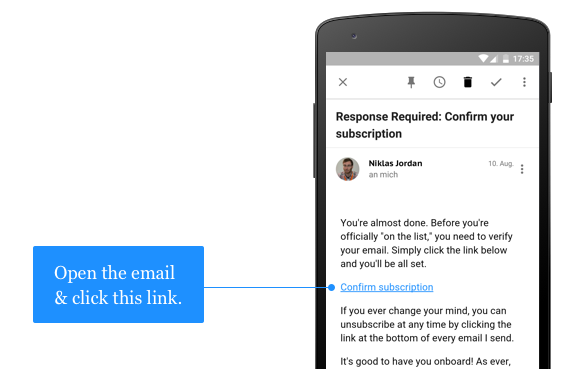 17:35
Response Required: Confirm your
subscription
Niklas Jordan
10. Aug.
an mich
You're almost done. Before you're
officially "on the list," you need to verify
your email. Simply click the link below
and you'll be all set.
Open the email
& click this link.
Confirm subscription
If you ever change your mind, you can
unsubscribe at any time by clicking the
link at the bottom of every email I send.
It's good to have you onboard! As ever,